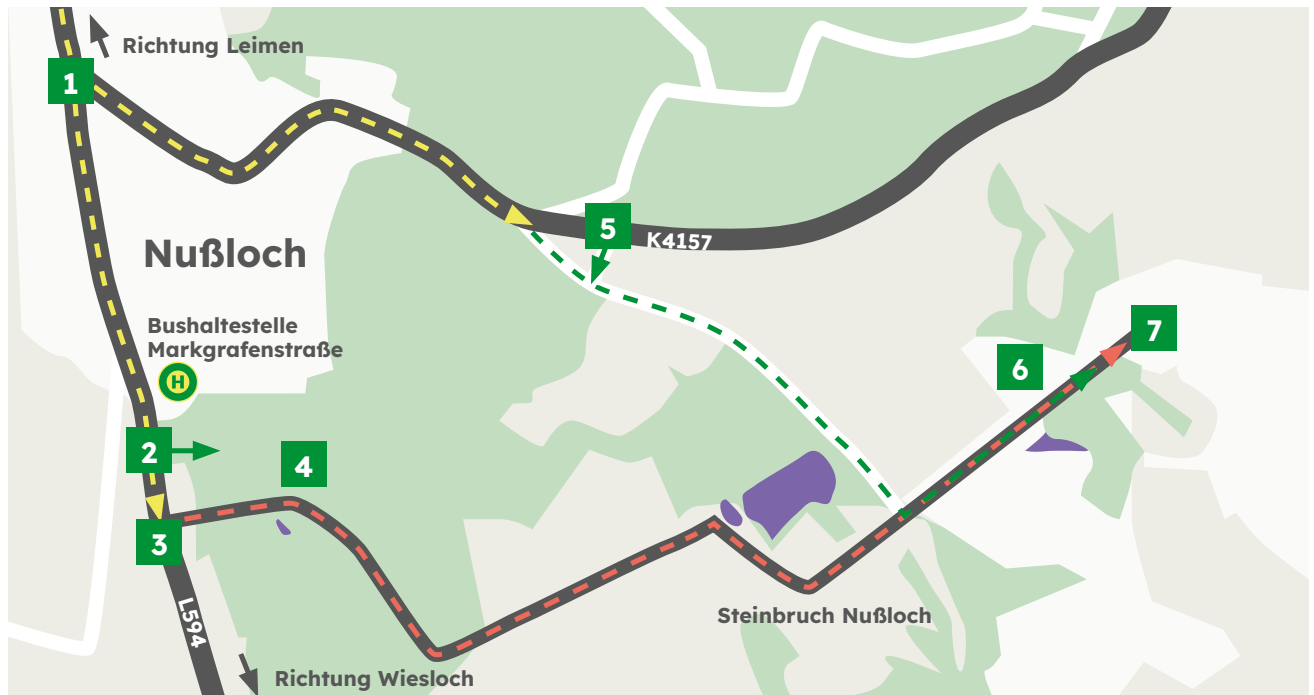 Richtung Leimen
1
5
K4157
Nußloch
Bushaltestelle
Markgrafenstraße
H
7
6
2
4
3
L594
Steinbruch Nußloch
Richtung Wiesloch